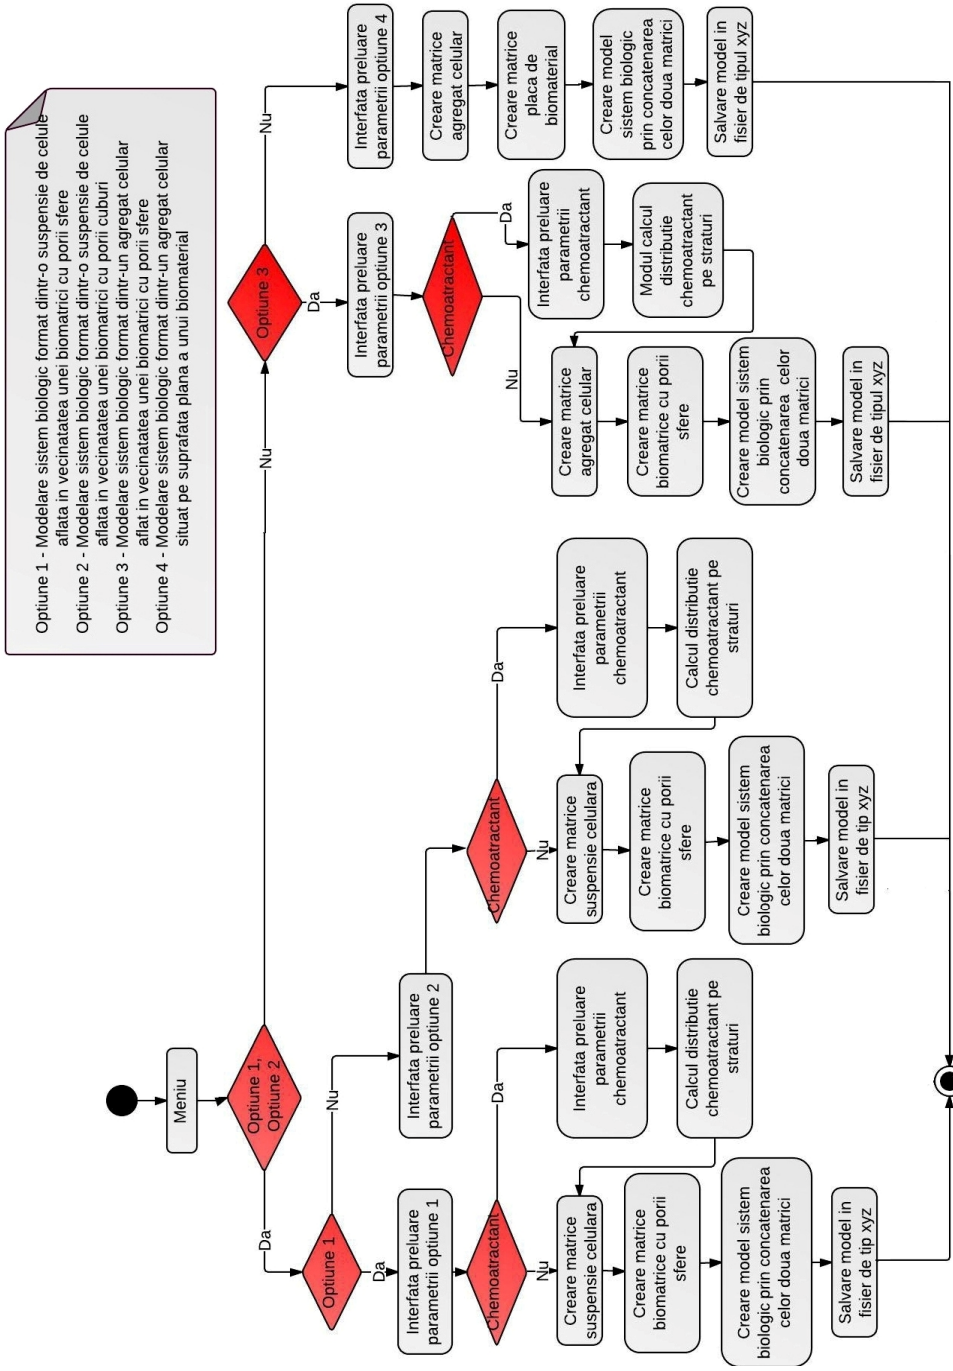 Optiune 1 - Modelare sistem biologic format dintr-o suspensie de celule
aflata in vecinatatea unei biomatrici cu porii sfere
Optiune 2 - Modelare sistem biologic format dintr-o suspensie de celule
aflata in vecinatatea unei biomatrici cu porii cuburi
Optiune 3 - Modelare sistem biologic format dintr-un agregat celular
aflat in vecinatatea unei biomatrici cu porii sfere
Optiune 4 - Modelare sistem biologic format dintr-un agregat celular
situat pe suprafata plana a unui biomaterial
Meniu
Optiune 1,
Optiune 2
Da
Nu
Optiune 1
Da
Nu
Interfata preluare
parametrii optiune 1
Chemoatractant
Da
Nu
Interfata preluare
parametrii
chemoatractant
Calcul distributie
chemoatractant pe
straturi
Creare matrice
suspensie celulara
Creare matrice
biomatrice cu porii
sfere
Creare model sistem
biologic prin concatenarea
celor doua matrici
Salvare model in
fisier de tip xyz
Interfata preluare
parametrii optiune 2
Chemoatractant
Da
Nu
Interfata preluare
parametrii
chemoatractant
Calcul distributie
chemoatractant pe
straturi
Creare matrice
suspensie celulara
Creare matrice
biomatrice cu porii
sfere
Creare model sistem
biologic prin concatenarea
celor doua matrici
Salvare model in
fisier de tip xyz
Optiune 3
Da
Nu
Interfata preluare
parametrii optiune 3
Chemoatractant
Da
Nu
Interfata preluare
parametrii
chemoatractant
Modul calcul
distributie
chemoatractant
pe straturi
Creare matrice
agregat celular
Creare matrice
biomatrice cu porii
sfere
Creare model sistem
biologic prin
concatenarea celor
doua matrici
Salvare model in
fisier de tipul xyz
Interfata preluare
parametrii optiune 4
Creare matrice
agregat celular
Creare matrice
placa de
biomaterial
Creare model
sistem biologic
prin concatenarea
celor doua matrici
Salvare model in
fisier de tipul xyz